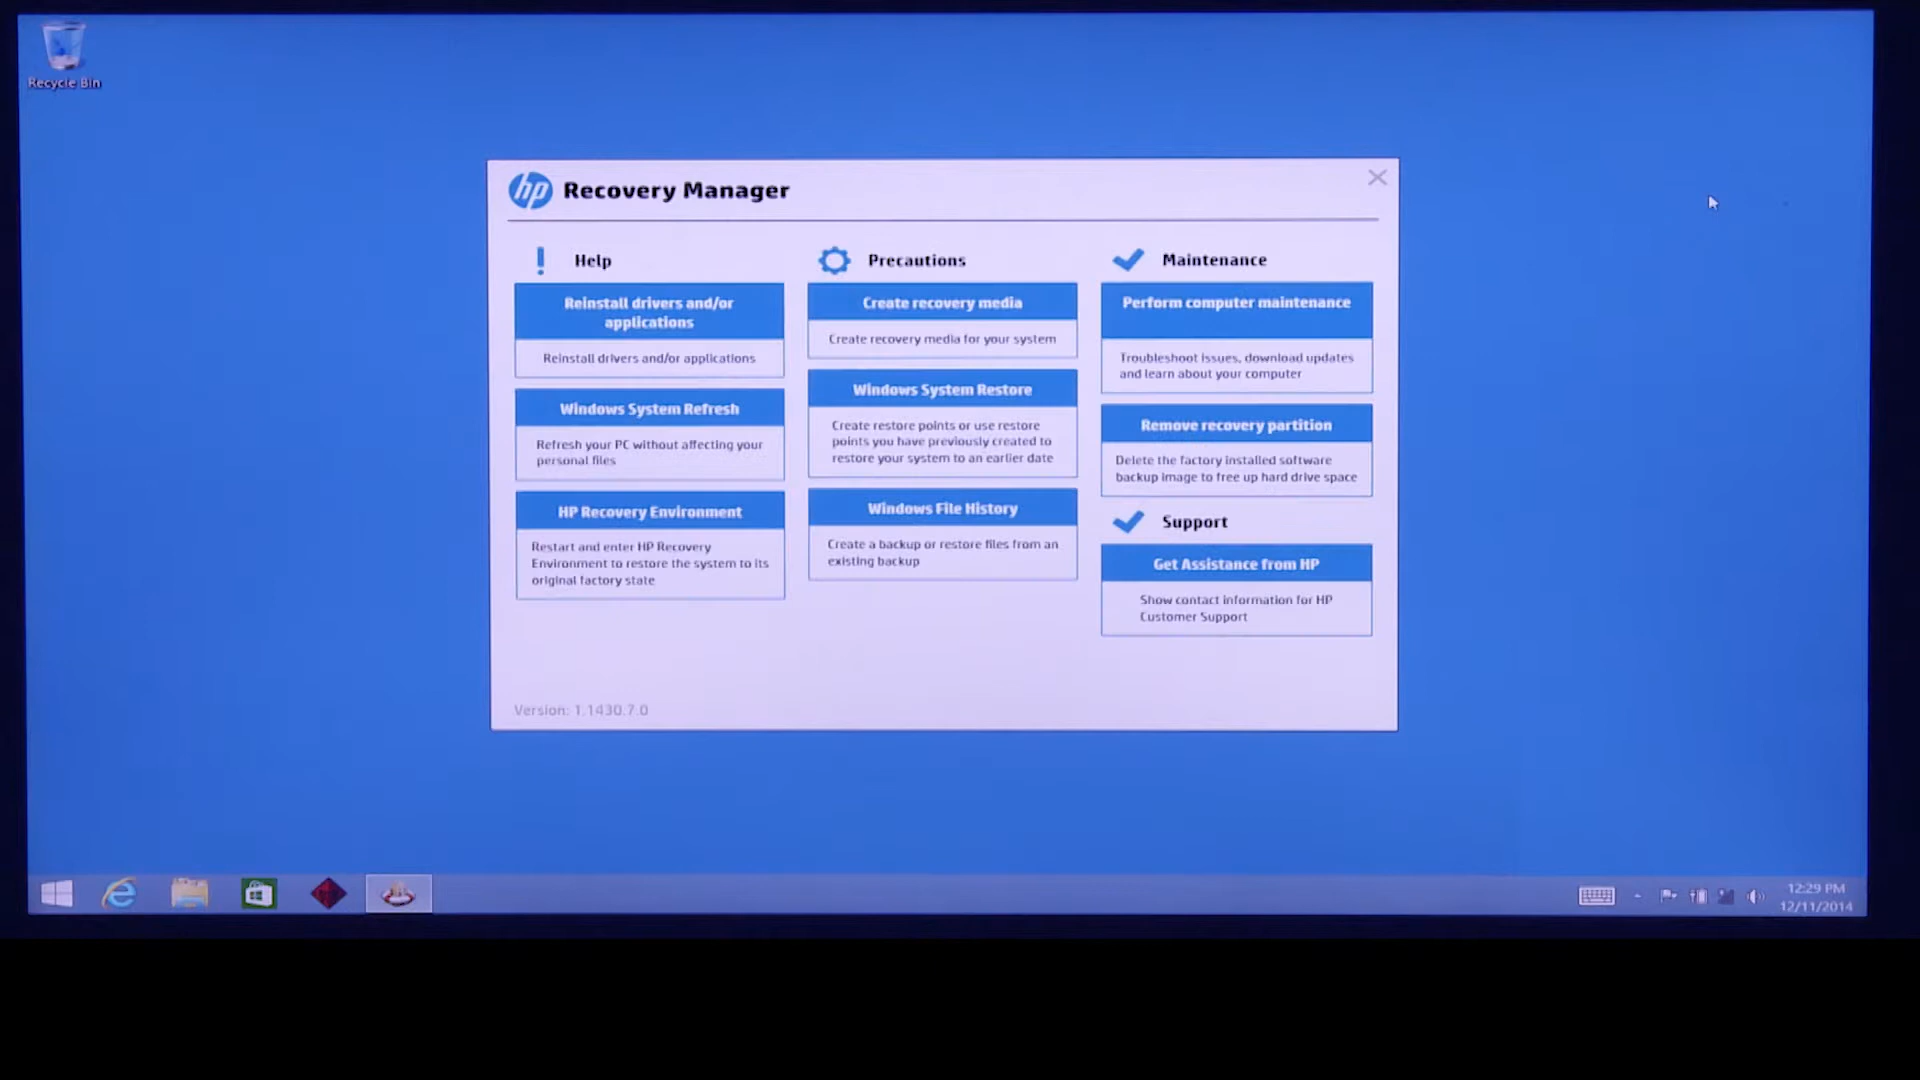 Recycle Bin
hp Recovery Manager
Help
Reinstall drivers and/or
applications
Reinstall drivers and/or applications
Windows System Refresh
Refresh your PC without affecting your
personal files
HP Recovery Environment
Restart and enter HP Recovery
Environment to restore the system to its
original factory state
Precautions
Create recovery media
Create recovery media for your system
Windows System Restore
Create restore points or use restore
points you have previously created to
restore your system to an earlier date
Windows File History
Create a backup or restore files from an
existing backup
Maintenance
Perform computer maintenance
Troubleshoot issues, download updates
and learn about your computer
Remove recovery partition
Delete the factory installed software
backup image to free up hard drive space
Support
Get Assistance from HP
Show contact information for HP
Customer Support
Version: 1.1430.7.0
12:29 PM
12/11/2014